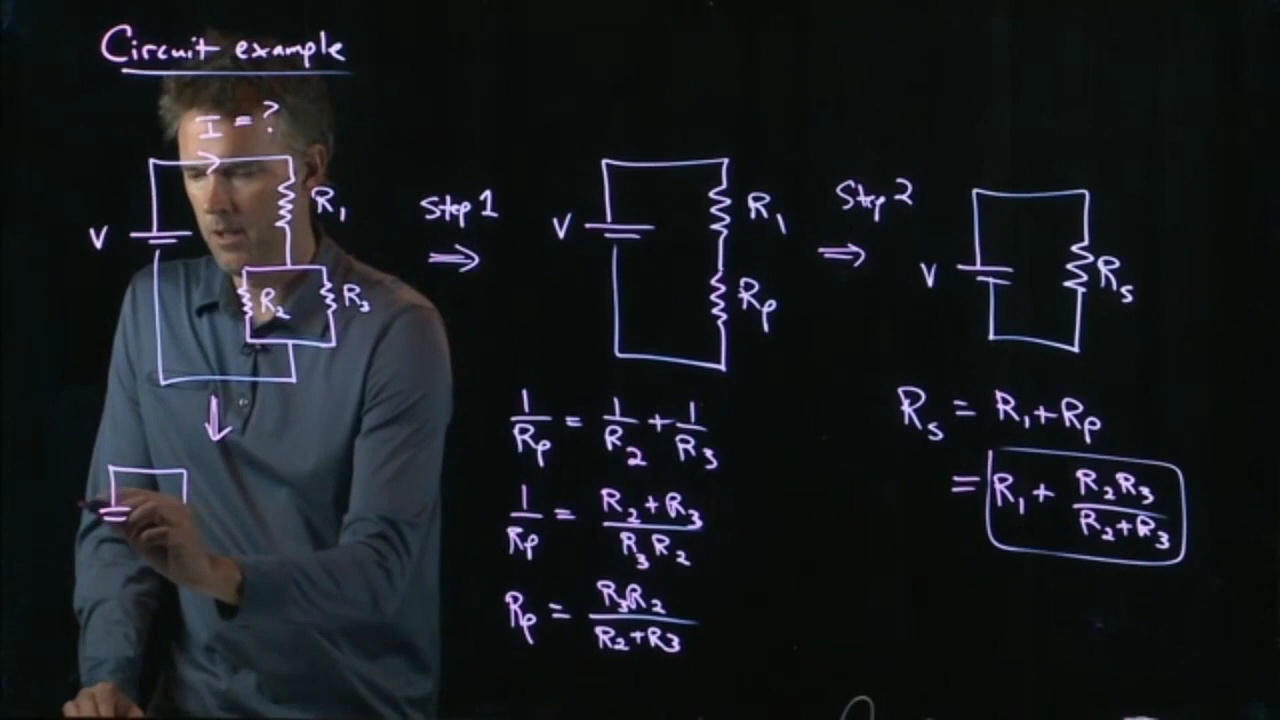 Circuit example
I = ?
V
R₁
R₂
R₃
Step 1
⇒
V
R₁
Rp
1/Rp = 1/R₂ + 1/R₃
1/Rp = (R₂+R₃)/(R₃R₂)
Rp = R₃R₂/(R₂+R₃)
Step 2
⇒
V
Rs
Rs = R₁+Rp
= R₁ + R₂R₃/(R₂+R₃)